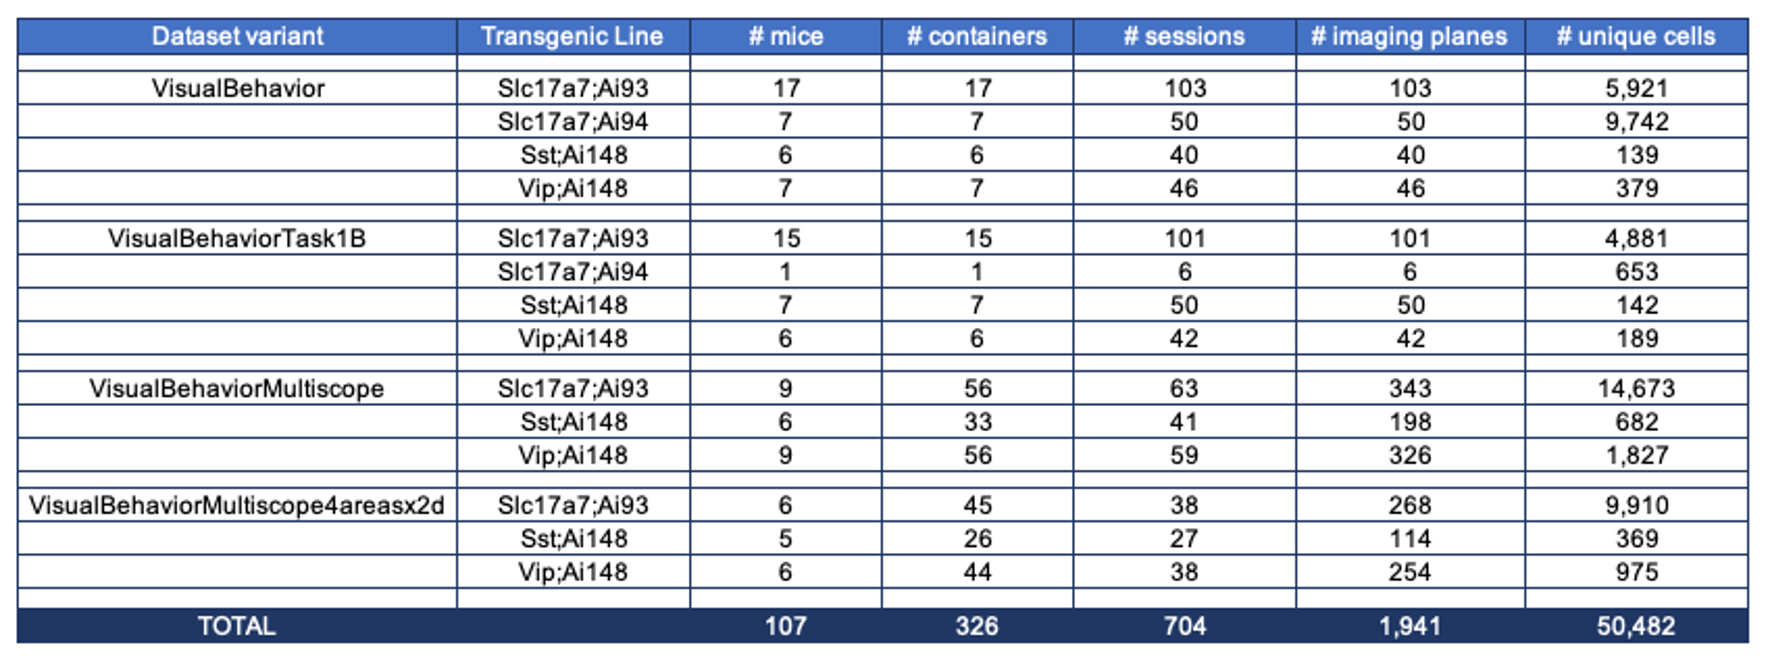 Dataset variant Transgenic Line # mice # containers # sessions # imaging planes # unique cells
VisualBehavior Slc17a7;Ai93 17 17 103 103 5,921
Slc17a7;Ai94 7 7 50 50 9,742
Sst;Ai148 6 6 40 40 139
Vip;Ai148 7 7 46 46 379
VisualBehaviorTask1B Slc17a7;Ai93 15 15 101 101 4,881
Slc17a7;Ai94 1 1 6 6 653
Sst;Ai148 7 7 50 50 142
Vip;Ai148 6 6 42 42 189
VisualBehaviorMultiscope Slc17a7;Ai93 9 56 63 343 14,673
Sst;Ai148 6 33 41 198 682
Vip;Ai148 9 56 59 326 1,827
VisualBehaviorMultiscope4areasx2d Slc17a7;Ai93 6 45 38 268 9,910
Sst;Ai148 5 26 27 114 369
Vip;Ai148 6 44 38 254 975
TOTAL 107 326 704 1,941 50,482